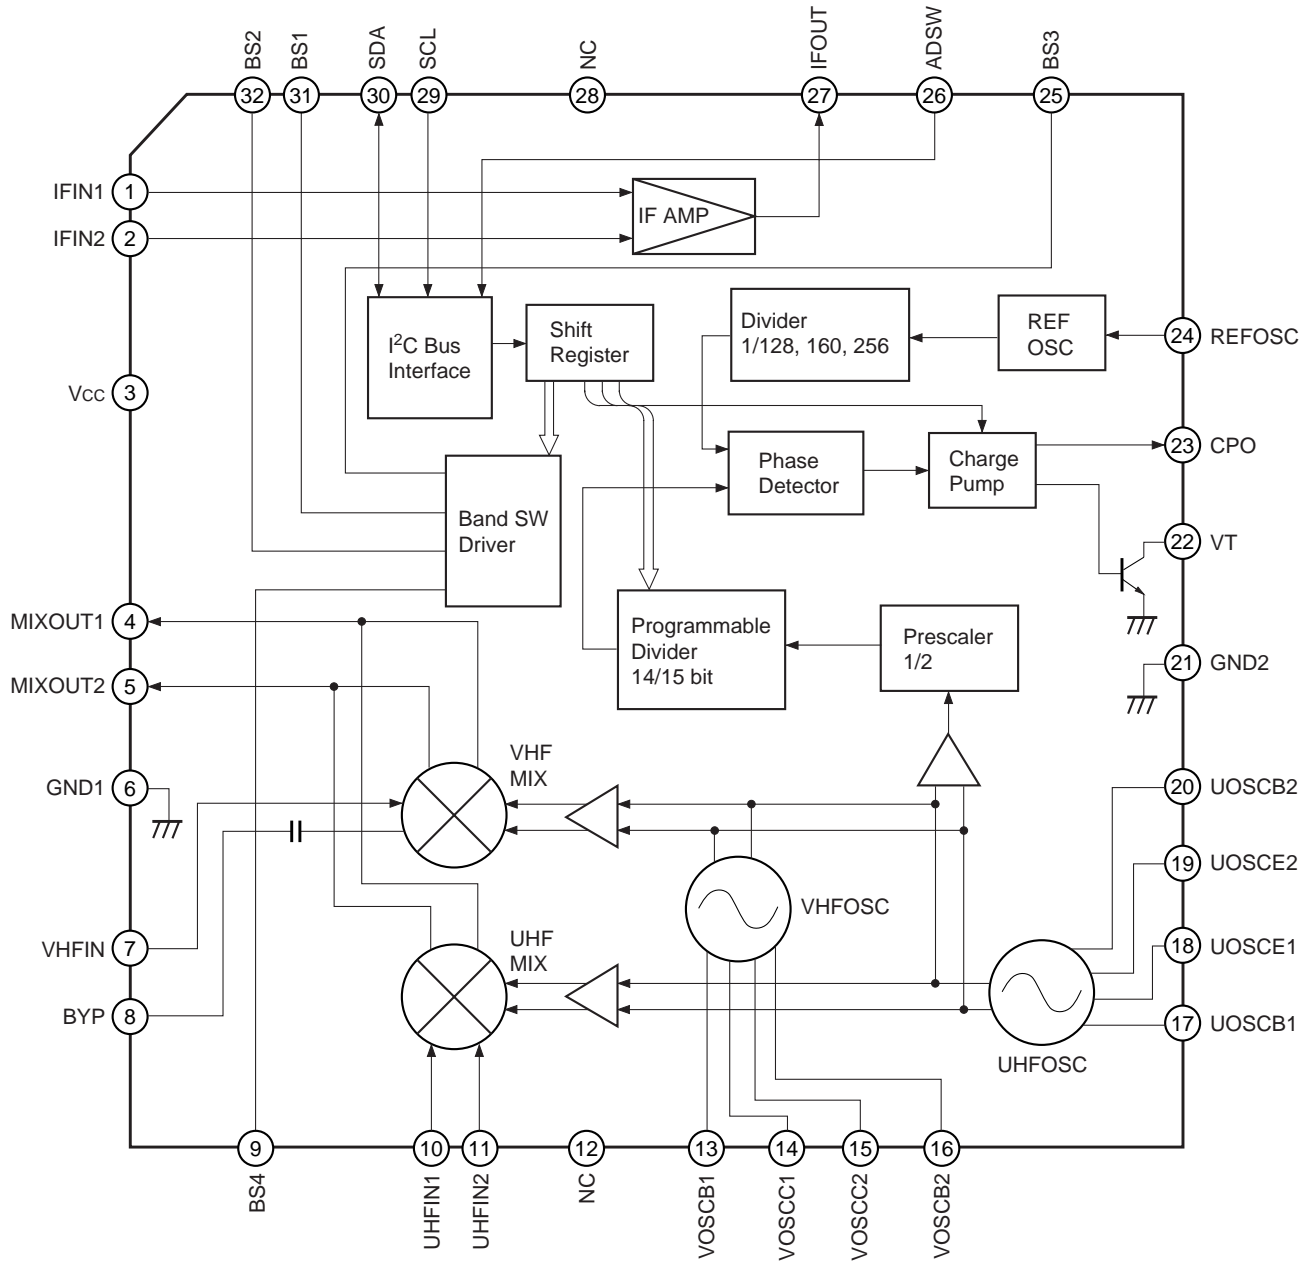 BS2
BS1
SDA
SCL
NC
IFOUT
ADSW
BS3
32
31
30
29
28
27
26
25
IFIN1
1
IFIN2
2
IF AMP
I²C Bus
Interface
Shift
Register
Divider
1/128, 160, 256
REF
OSC
24
REFOSC
VCC
3
Band SW
Driver
Phase
Detector
Charge
Pump
23
CPO
22
VT
MIXOUT1
4
MIXOUT2
5
Programmable
Divider
14/15 bit
Prescaler
1/2
21
GND2
GND1
6
VHF
MIX
20
UOSCB2
19
UOSCE2
VHFOSC
VHFIN
7
UHF
MIX
18
UOSCE1
BYP
8
17
UOSCB1
UHFOSC
9
10
11
12
13
14
15
16
BS4
UHFIN1
UHFIN2
NC
VOSCB1
VOSCC1
VOSCC2
VOSCB2